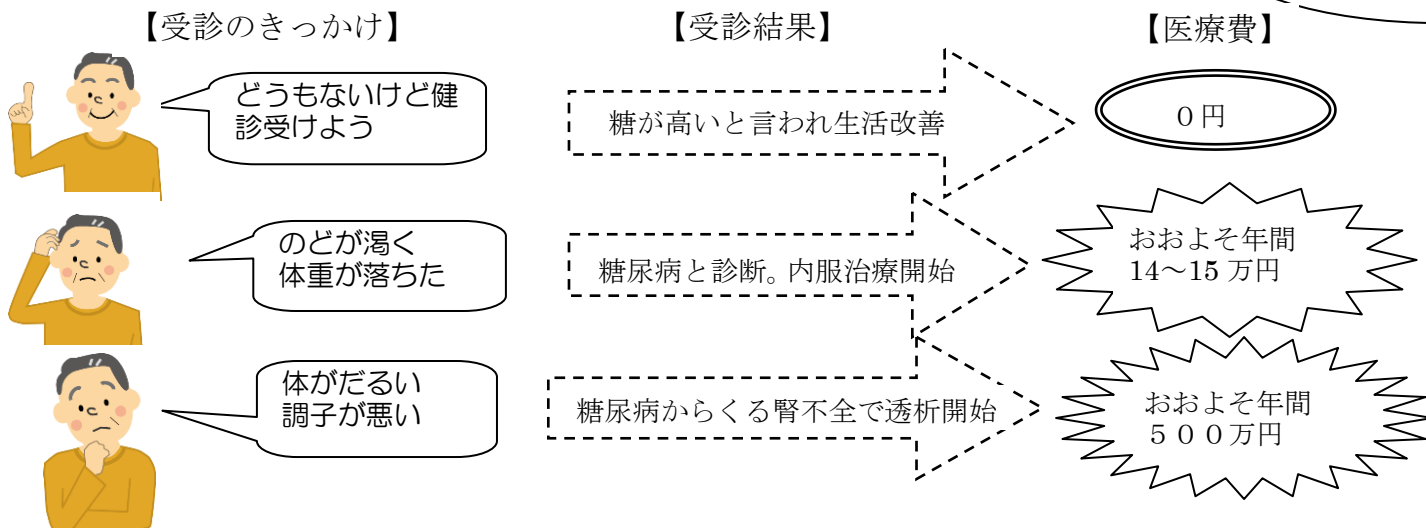 【受診のきっかけ】
【受診結果】
【医療費】
どうもないけど健
診受けよう
糖が高いと言われ生活改善
０円
のどが渇く
体重が落ちた
糖尿病と診断。内服治療開始
おおよそ年間
14～15 万円
体がだるい
調子が悪い
糖尿病からくる腎不全で透析開始
おおよそ年間
５００万円